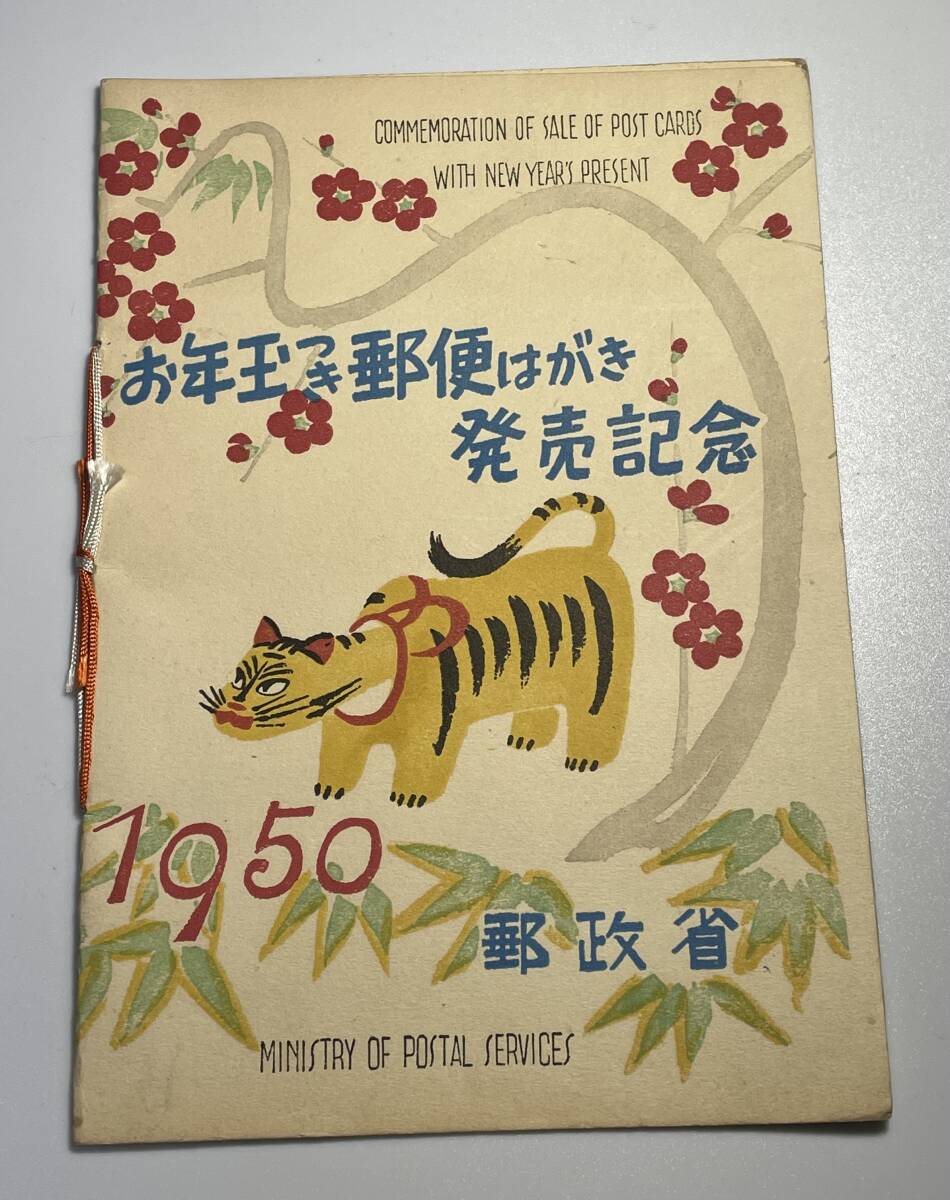 COMMEMORATION OF SALE OF POST CARDS
WITH NEW YEAR'S PRESENT
お年玉つき郵便はがき
発売記念
1950
郵政省
MINISTRY OF POSTAL SERVICES